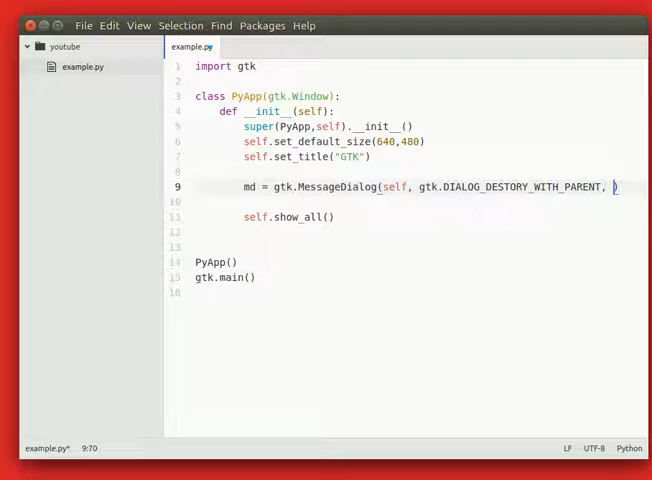 File Edit View Selection Find Packages Help
youtube
example.py
example.py
1 import gtk
2
3 class PyApp(gtk.Window):
4 def __init__(self):
5 super(PyApp,self).__init__()
6 self.set_default_size(640,480)
7 self.set_title("GTK")
8
9 md = gtk.MessageDialog(self, gtk.DIALOG_DESTORY_WITH_PARENT, )
10
11 self.show_all()
12
13
14 PyApp()
15 gtk.main()
16
example.py* 9:70 LF UTF-8 Python